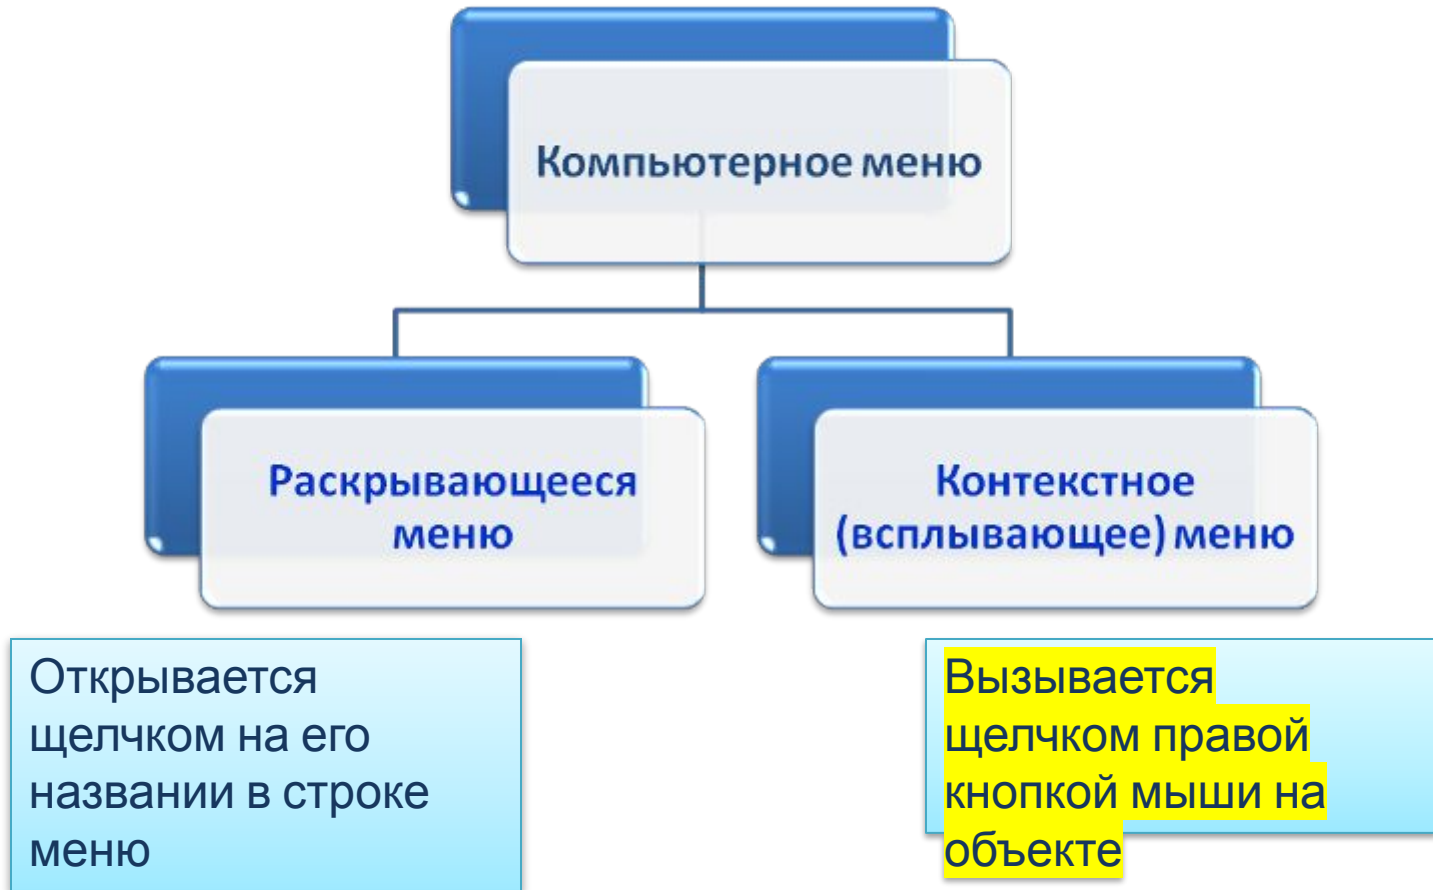 Компьютерное меню
Раскрывающееся
меню
Контекстное
(всплывающее) меню
Открывается
щелчком на его
названии в строке
меню
Вызывается
щелчком правой
кнопкой мыши на
объекте